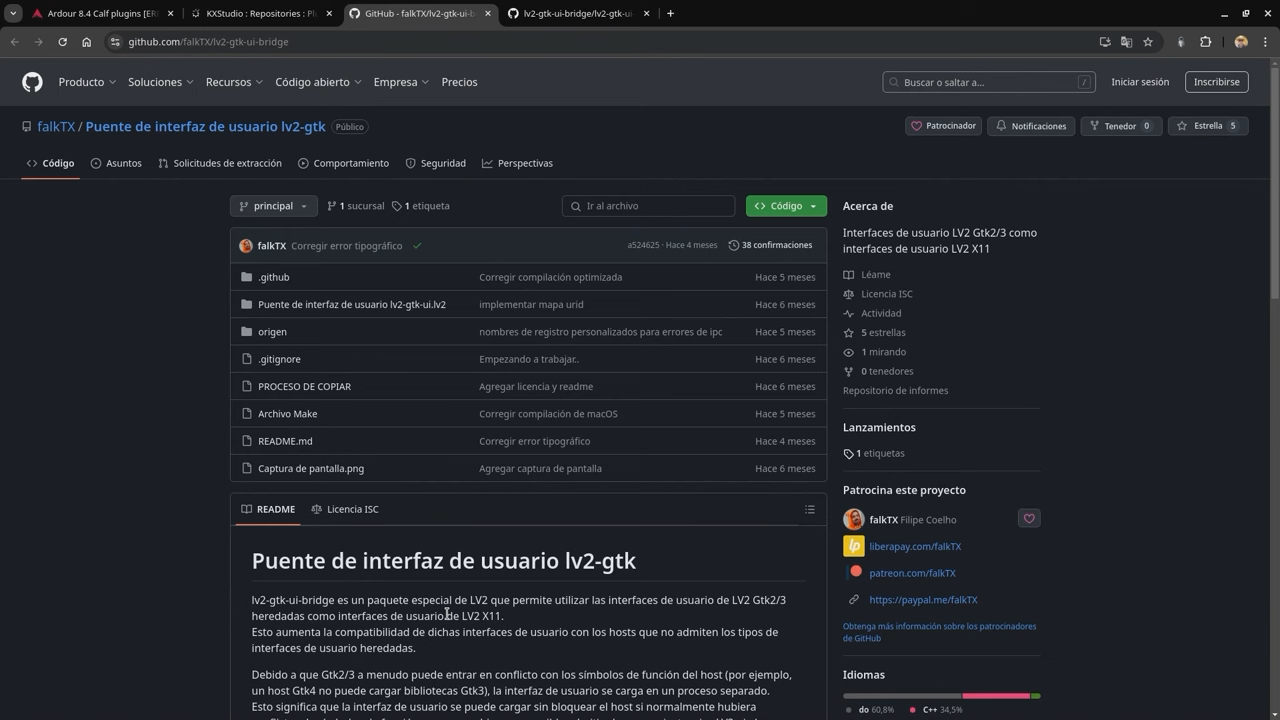 Ardour 8.4 Calf plugins [ER
KXStudio : Repositories : Pl
GitHub - falkTX/lv2-gtk-ui-b
lv2-gtk-ui-bridge/lv2-gtk-ui-
github.com/falkTX/lv2-gtk-ui-bridge
Producto
Soluciones
Recursos
Código abierto
Empresa
Precios
Buscar o saltar a...
/
Iniciar sesión
Inscribirse
falkTX / Puente de interfaz de usuario lv2-gtk
Público
Patrocinador
Notificaciones
Tenedor 0
Estrella 5
Código
Asuntos
Solicitudes de extracción
Comportamiento
Seguridad
Perspectivas
principal
1 sucursal
1 etiqueta
Ir al archivo
Código
falkTX Corregir error tipográfico
a524625 · Hace 4 meses
38 confirmaciones
.github
Corregir compilación optimizada
Hace 5 meses
Puente de interfaz de usuario lv2-gtk-ui.lv2
implementar mapa urid
Hace 6 meses
origen
nombres de registro personalizados para errores de ipc
Hace 5 meses
.gitignore
Empezando a trabajar..
Hace 6 meses
PROCESO DE COPIAR
Agregar licencia y readme
Hace 6 meses
Archivo Make
Corregir compilación de macOS
Hace 5 meses
README.md
Corregir error tipográfico
Hace 4 meses
Captura de pantalla.png
Agregar captura de pantalla
Hace 6 meses
README
Licencia ISC
Puente de interfaz de usuario lv2-gtk
lv2-gtk-ui-bridge es un paquete especial de LV2 que permite utilizar las interfaces de usuario de LV2 Gtk2/3
heredadas como interfaces de usuario de LV2 X11.
Esto aumenta la compatibilidad de dichas interfaces de usuario con los hosts que no admiten los tipos de
interfaces de usuario heredadas.
Debido a que Gtk2/3 a menudo puede entrar en conflicto con los símbolos de función del host (por ejemplo,
un host Gtk4 no puede cargar bibliotecas Gtk3), la interfaz de usuario se carga en un proceso separado.
Esto significa que la interfaz de usuario se puede cargar sin bloquear el host si normalmente hubiera
Acerca de
Interfaces de usuario LV2 Gtk2/3 como
interfaces de usuario LV2 X11
Léame
Licencia ISC
Actividad
5 estrellas
1 mirando
0 tenedores
Repositorio de informes
Lanzamientos
1 etiquetas
Patrocina este proyecto
falkTX Filipe Coelho
lp liberapay.com/falkTX
patreon.com/falkTX
https://paypal.me/falkTX
Obtenga más información sobre los patrocinadores
de GitHub
Idiomas
do 60,8%
C++ 34,5%